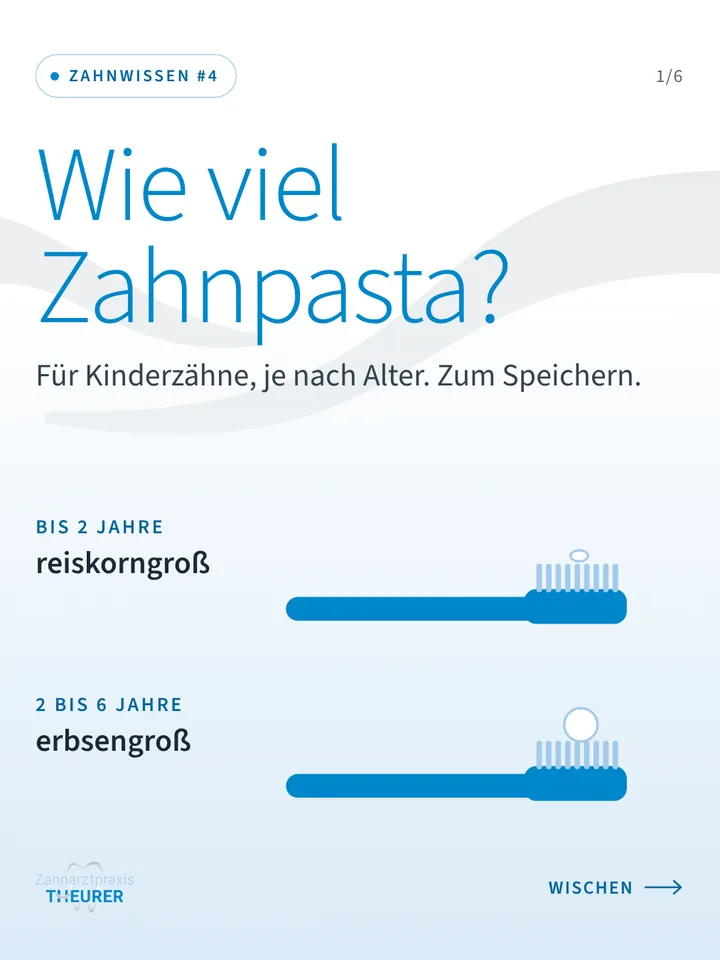 ZAHNWISSEN #4
1/6
Wie viel
Zahnpasta?
Für Kinderzähne, je nach Alter. Zum Speichern.
BIS 2 JAHRE
reiskorngroß
2 BIS 6 JAHRE
erbsengroß
Zahnarztpraxis
THEURER
WISCHEN